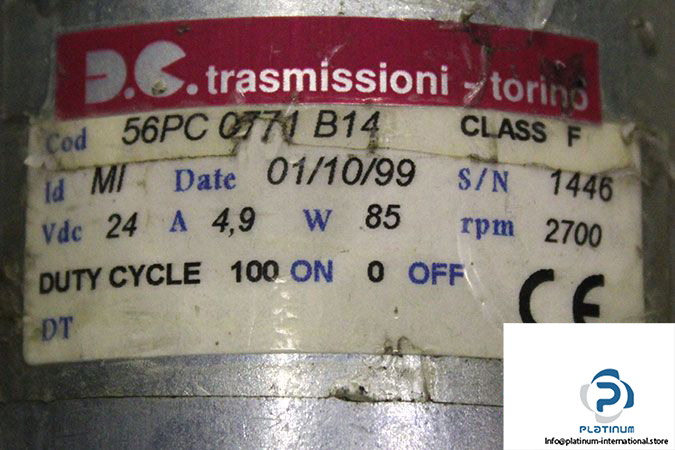 D.C. trasmissioni - torino
Cod 56PC 0771 B14 CLASS F
Id MI Date 01/10/99 S/N 1446
Vdc 24 A 4,9 W 85 rpm 2700
DUTY CYCLE 100 ON 0 OFF
CE
DT
PLATINUM
Info@platinum-international.store